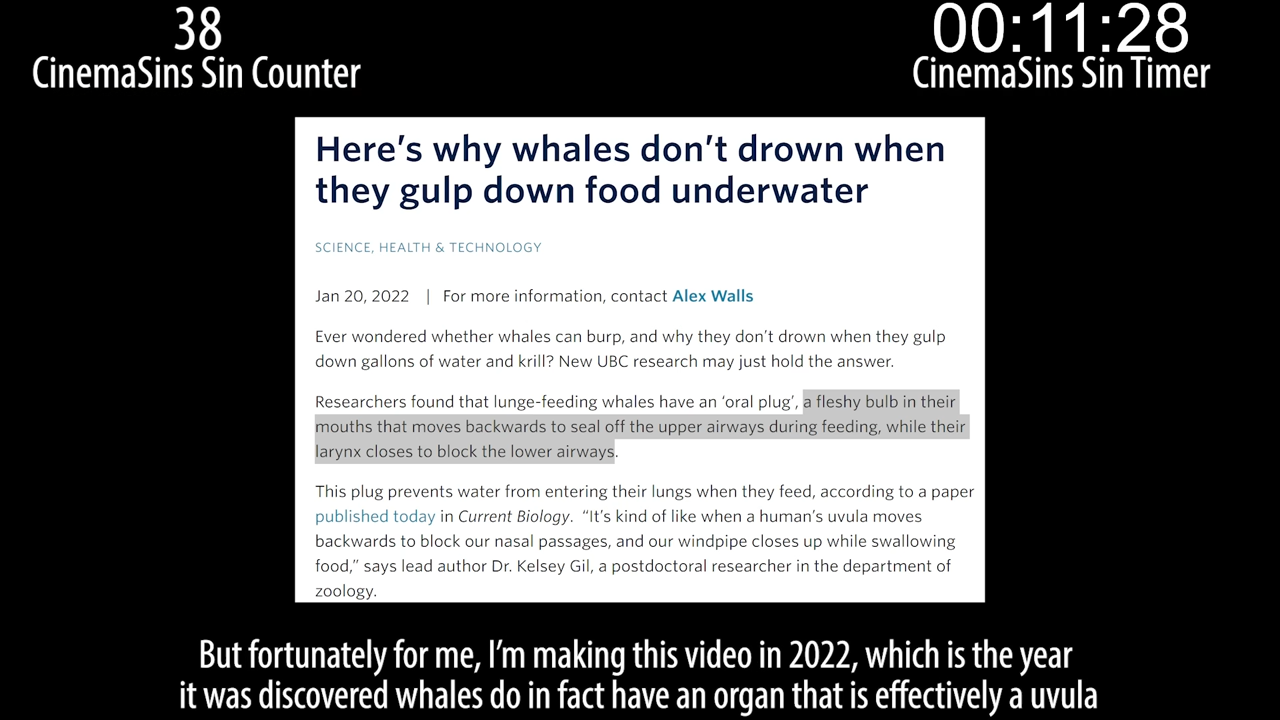 38
CinemaSins Sin Counter
00:11:28
CinemaSins Sin Timer
Here's why whales don't drown when
they gulp down food underwater
SCIENCE, HEALTH & TECHNOLOGY
Jan 20, 2022 | For more information, contact Alex Walls
Ever wondered whether whales can burp, and why they don't drown when they gulp
down gallons of water and krill? New UBC research may just hold the answer.
Researchers found that lunge-feeding whales have an 'oral plug', a fleshy bulb in their
mouths that moves backwards to seal off the upper airways during feeding, while their
larynx closes to block the lower airways.
This plug prevents water from entering their lungs when they feed, according to a paper
published today in Current Biology. “It's kind of like when a human's uvula moves
backwards to block our nasal passages, and our windpipe closes up while swallowing
food,” says lead author Dr. Kelsey Gil, a postdoctoral researcher in the department of
zoology.
But fortunately for me, I'm making this video in 2022, which is the year
it was discovered whales do in fact have an organ that is effectively a uvula